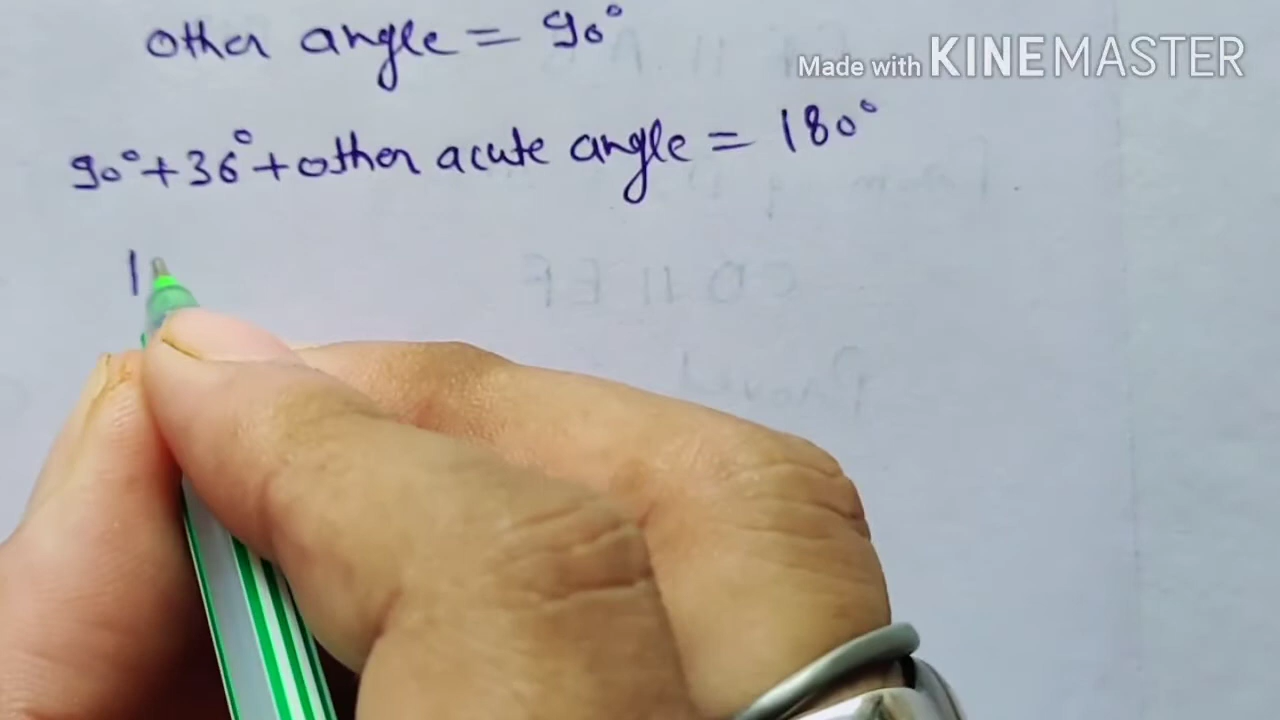 other angle = 90°
Made with KINEMASTER
90° + 36° + other acute angle = 180°
1